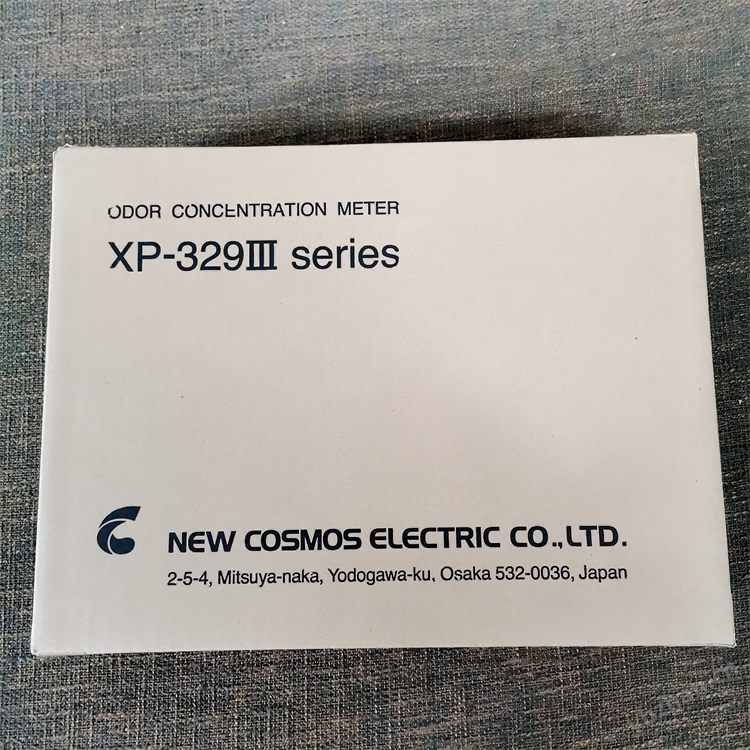 ODOR CONCENTRATION METER
XP-329III series
NEW COSMOS ELECTRIC CO.,LTD.
2-5-4, Mitsuya-naka, Yodogawa-ku, Osaka 532-0036, Japan